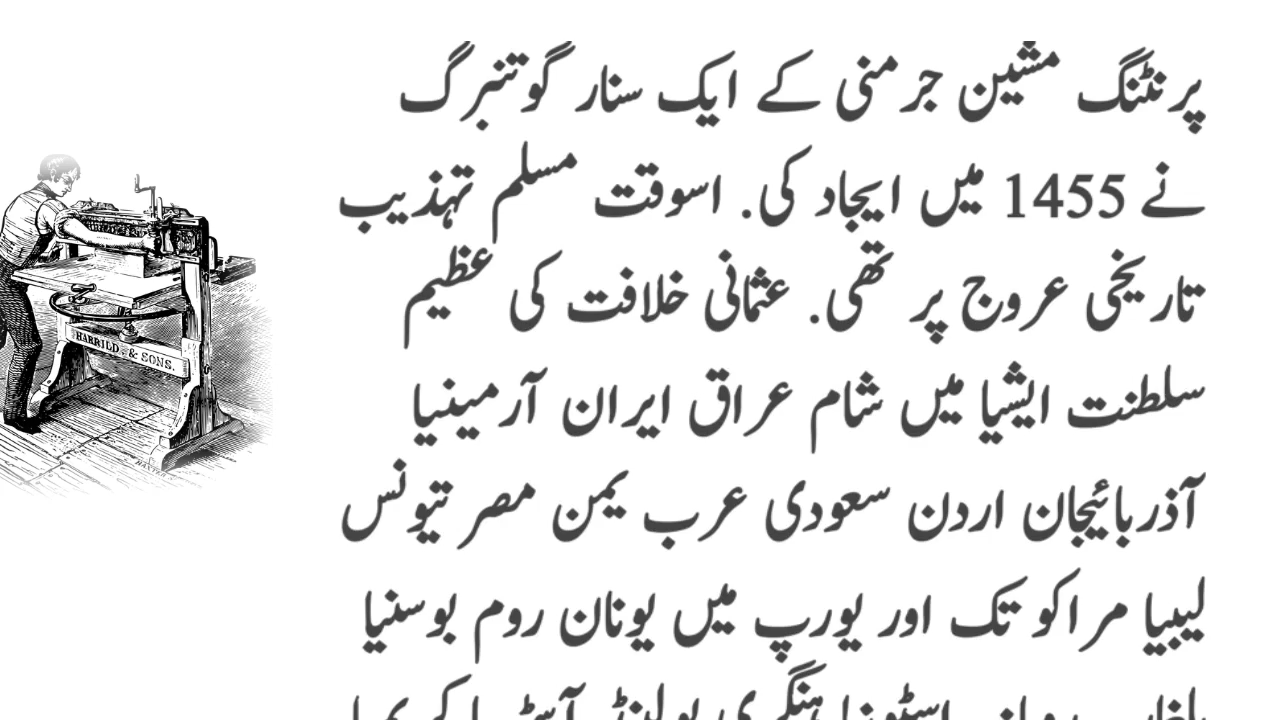 پرنٹنگ مشین جرمنی کے ایک سنار گوتنبرگ
نے 1455 میں ایجاد کی. اسوقت مسلم تہذیب
تاریخی عروج پر تھی. عثمانی خلافت کی عظیم
سلطنت ایشیا میں شام عراق ایران آرمینیا
آذربائیجان اردن سعودی عرب یمن مصر تیونس
لیبیا مراکو تک اور یورپ میں یونان روم بوسنیا
HARRILD & SONS.